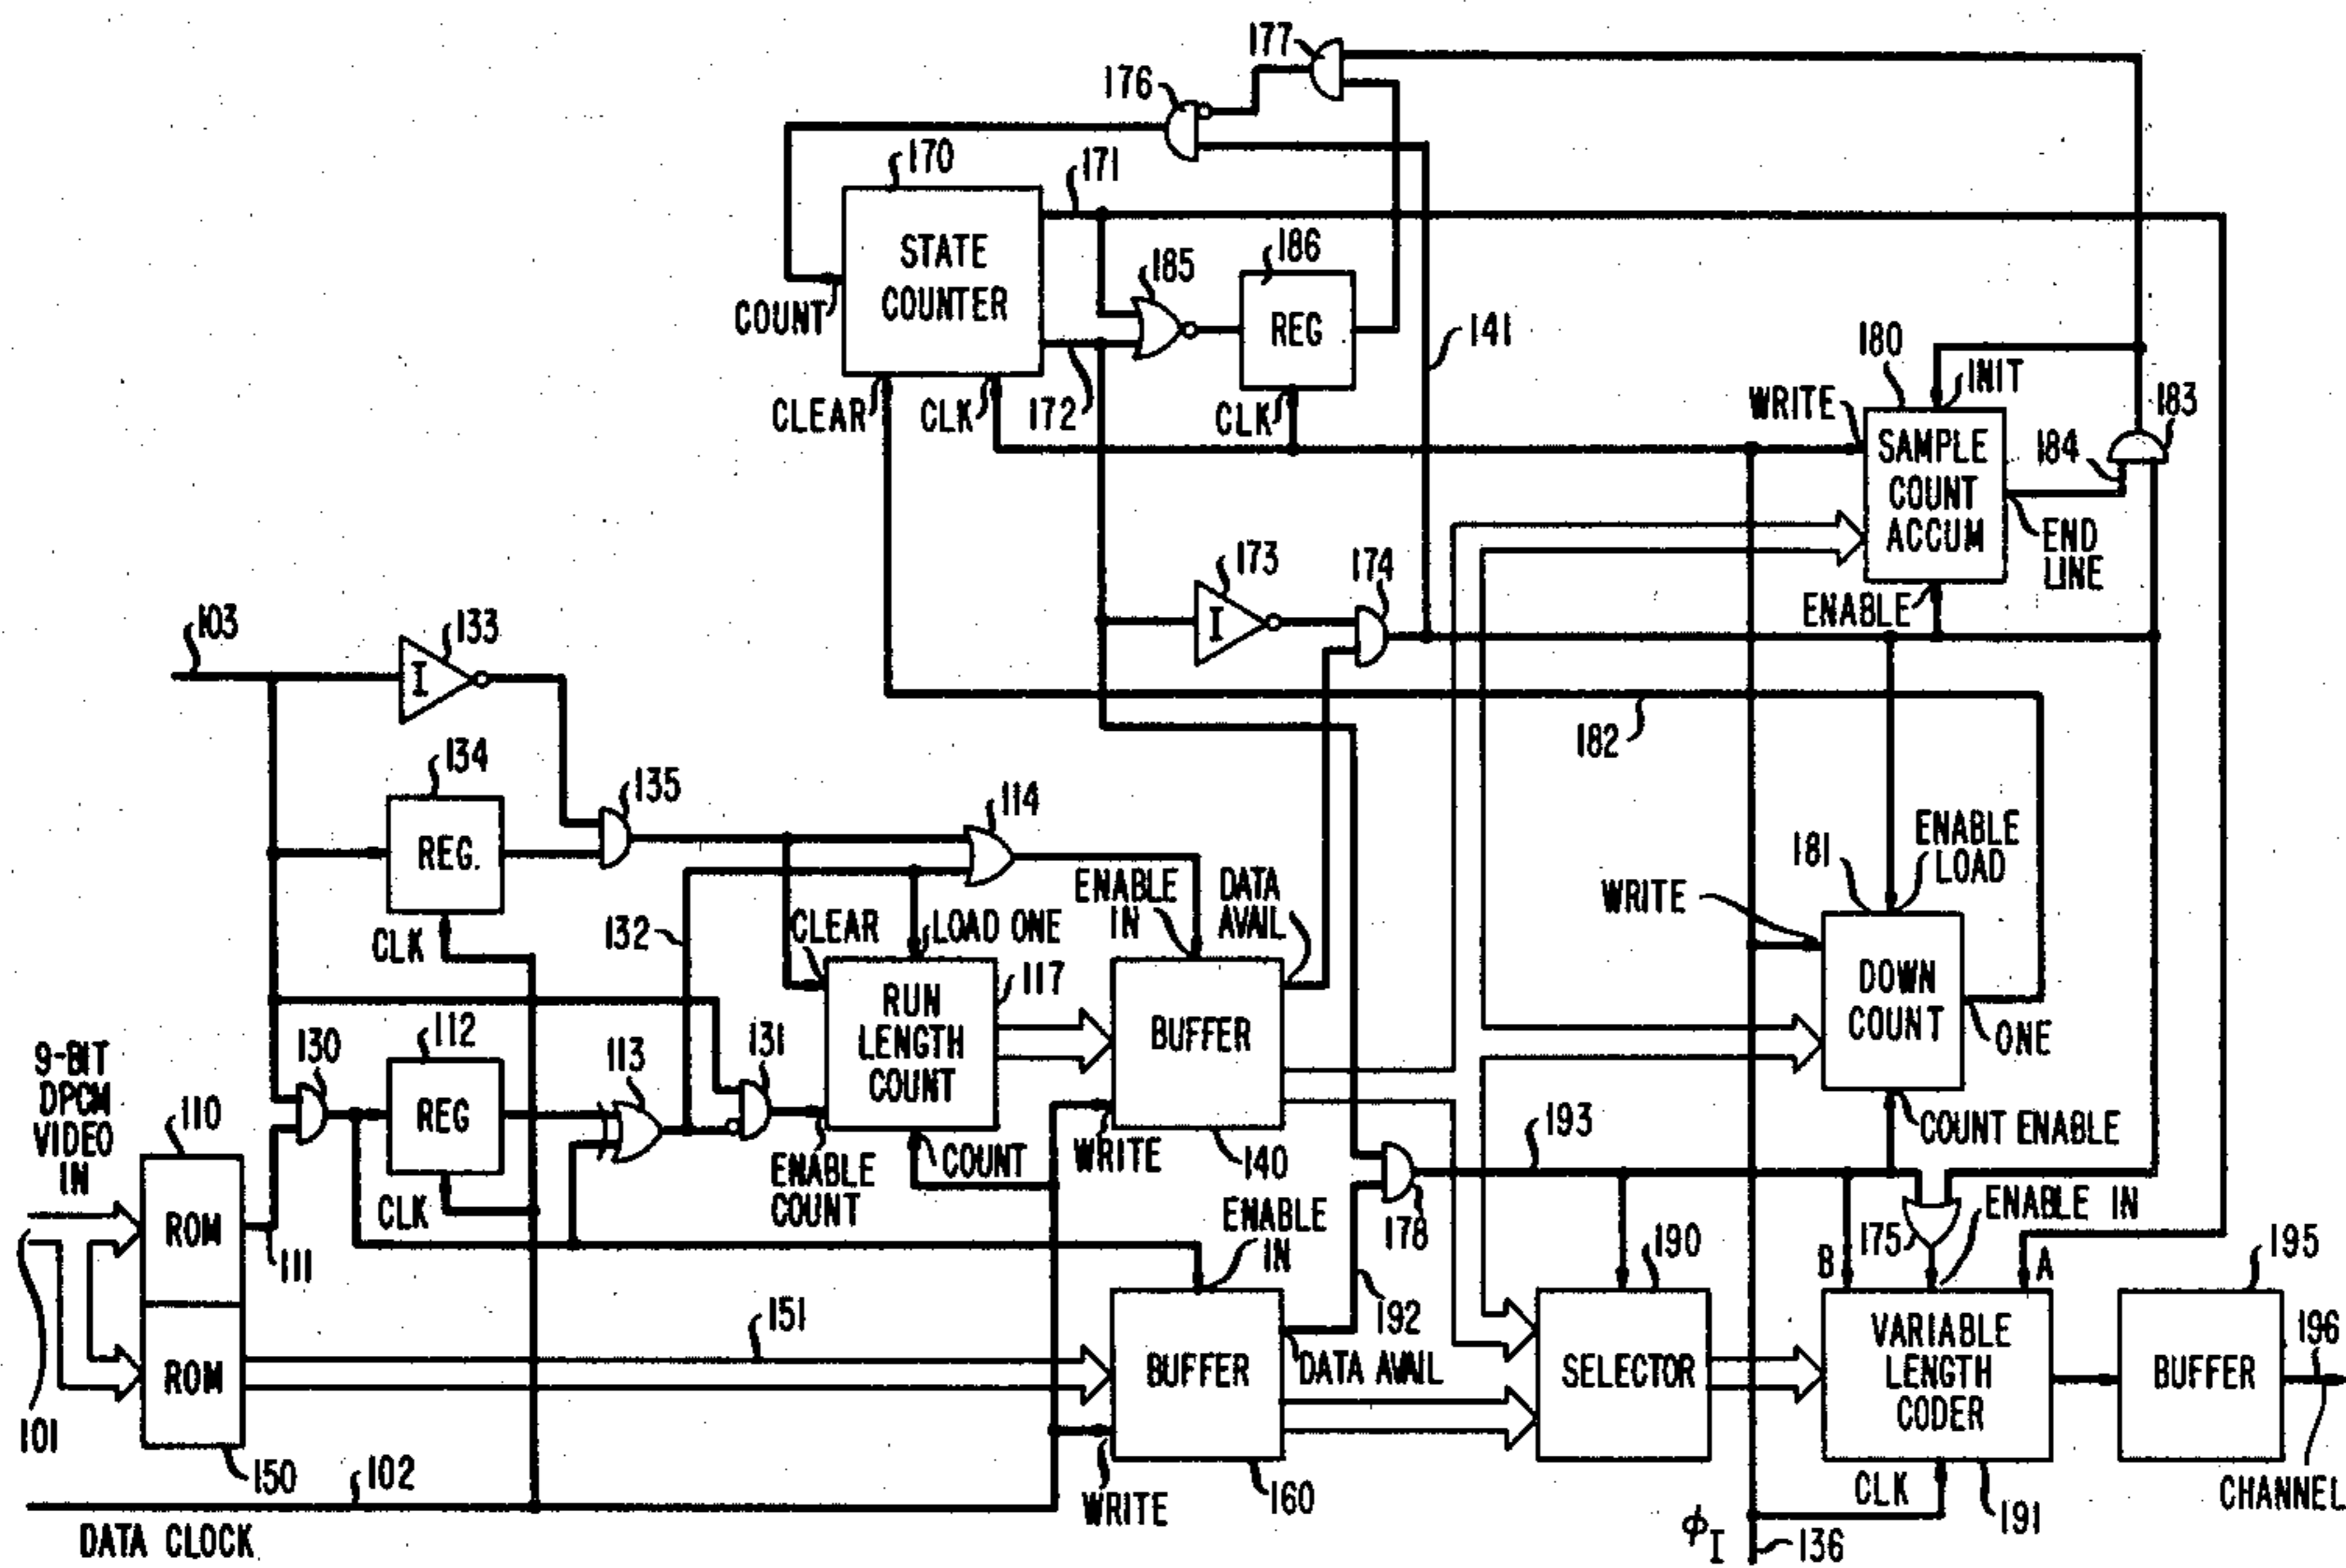 177
176
170
171
STATE
COUNTER
185
186
REG
COUNT
CLEAR
CLK
172
CLK
141
180
INIT
WRITE
183
184
SAMPLE
COUNT
ACCUM
END
LINE
ENABLE
173
I
174
103
133
I
182
134
REG.
135
CLK
114
ENABLE
IN
DATA
AVAIL
132
CLEAR
LOAD ONE
117
RUN
LENGTH
COUNT
BUFFER
181
ENABLE
LOAD
WRITE
DOWN
COUNT
ONE
9-BIT
DPCM
VIDEO
IN
130
112
REG
113
131
110
CLK
ENABLE
COUNT
COUNT
WRITE
140
193
COUNT ENABLE
ROM
111
ENABLE
IN
178
190
175
ENABLE IN
B
A
195
151
192
ROM
BUFFER
DATA AVAIL
SELECTOR
VARIABLE
LENGTH
CODER
BUFFER
196
101
150
102
WRITE
160
CLK
191
CHANNEL
DATA CLOCK
ΦI
136